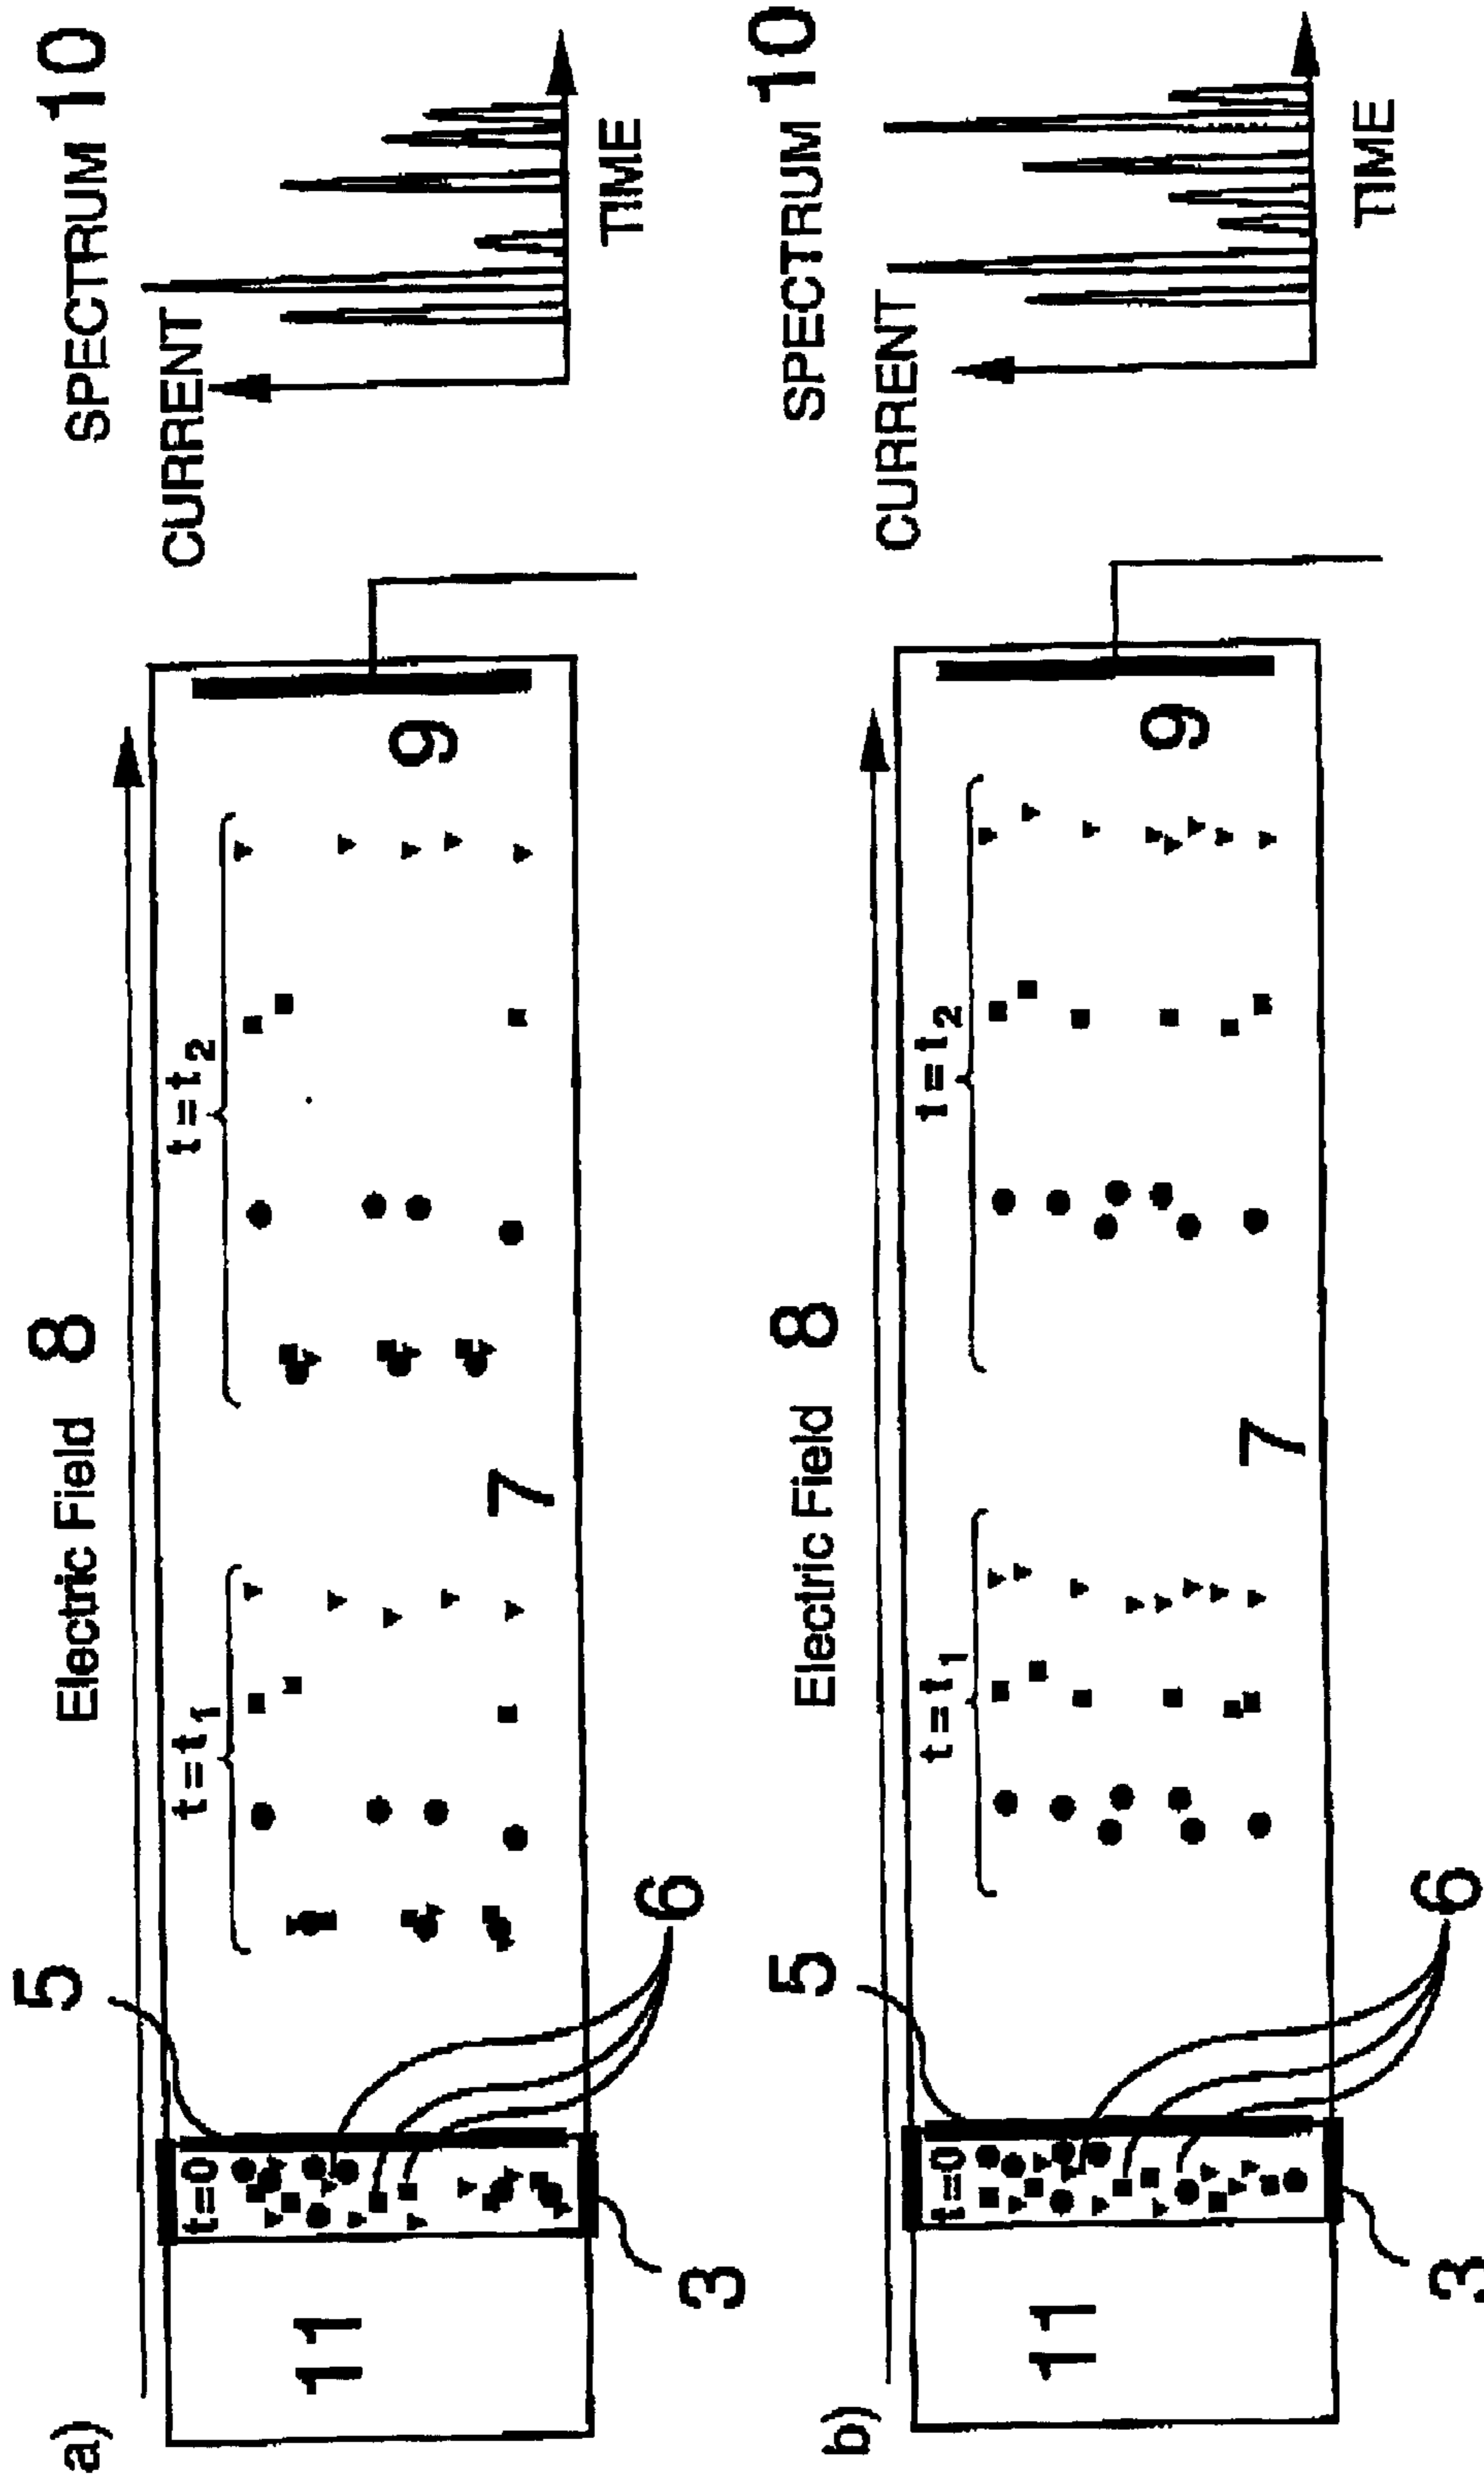 a)
Electric Field 8
SPECTRUM 10
5
CURRENT
t=0
t=t₁
t=t₂
11
7
9
TIME
3
6
b)
Electric Field 8
SPECTRUM 10
5
CURRENT
t=0
t=t₁
t=t₂
11
7
9
TIME
3
6